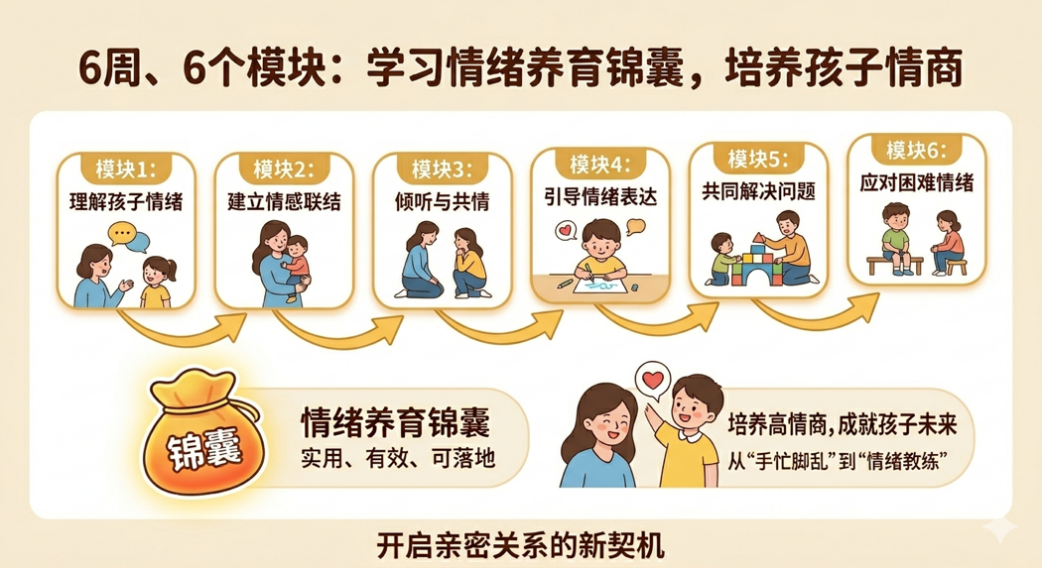 6周、6个模块：学习情绪养育锦囊，培养孩子情商
模块1：
理解孩子情绪
模块2：
建立情感联结
模块3：
倾听与共情
模块4：
引导情绪表达
模块5：
共同解决问题
模块6：
应对困难情绪
锦囊
情绪养育锦囊
实用、有效、可落地
培养高情商，成就孩子未来
从“手忙脚乱”到“情绪教练”
开启亲密关系的新契机